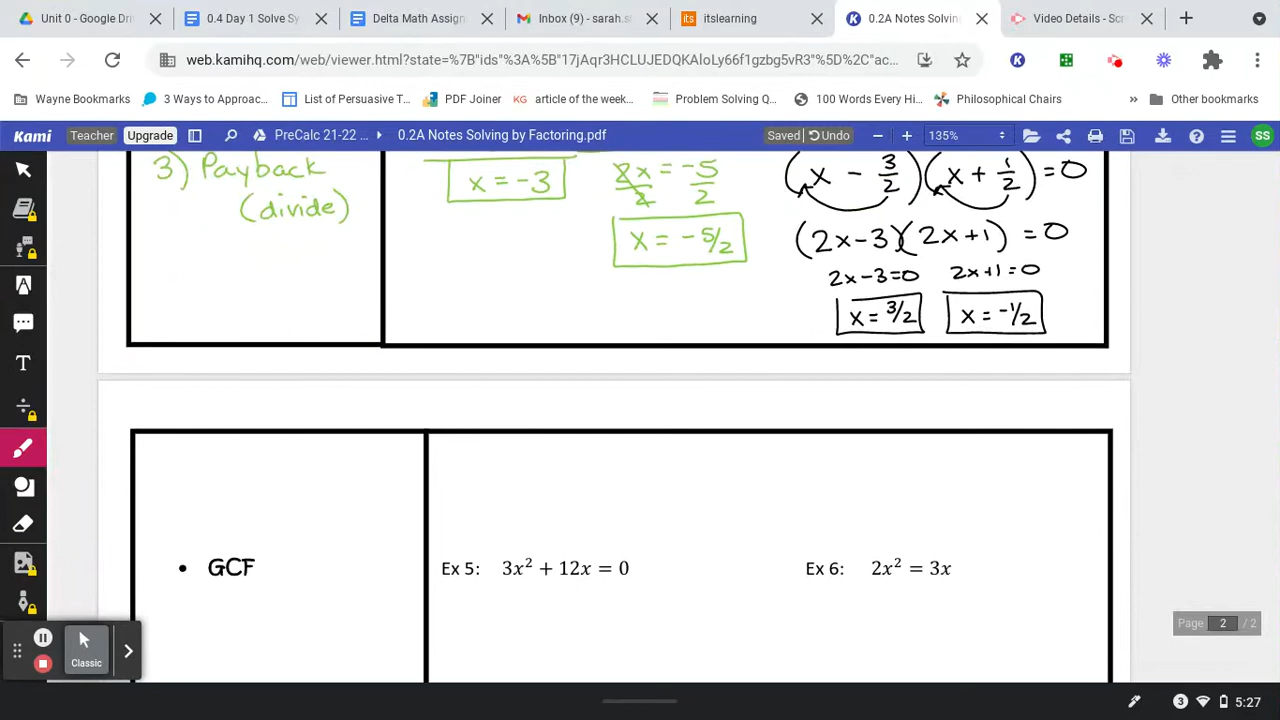 Unit 0 - Google Dri
0.4 Day 1 Solve Sy
Delta Math Assign
Inbox (9) - sarah.s
itslearning
0.2A Notes Solvin
Video Details - Scr
web.kamihq.com/web/viewer.html?state=%7B"ids"%3A%5B"17jAqr3HCLUJEDQKAloLy66f1gzbg5vR3"%5D%2C"ac...
Wayne Bookmarks
3 Ways to Approac...
List of Persuasive T...
PDF Joiner
KG article of the week...
Problem Solving Q...
100 Words Every Hi...
Philosophical Chairs
»
Other bookmarks
Kami
Teacher
Upgrade
PreCalc 21-22 ...
0.2A Notes Solving by Factoring.pdf
Saved
Undo
135%
SS
3) Payback
(divide)
x = -3
2x = -5
2 2
x = -5/2
(x - 3/2)(x + 1/2) = 0
(2x-3)(2x+1) = 0
2x-3=0 2x+1=0
x = 3/2 x = -1/2
• GCF
Ex 5: 3x² + 12x = 0
Ex 6: 2x² = 3x
Page 2 / 2
Classic
3
5:27